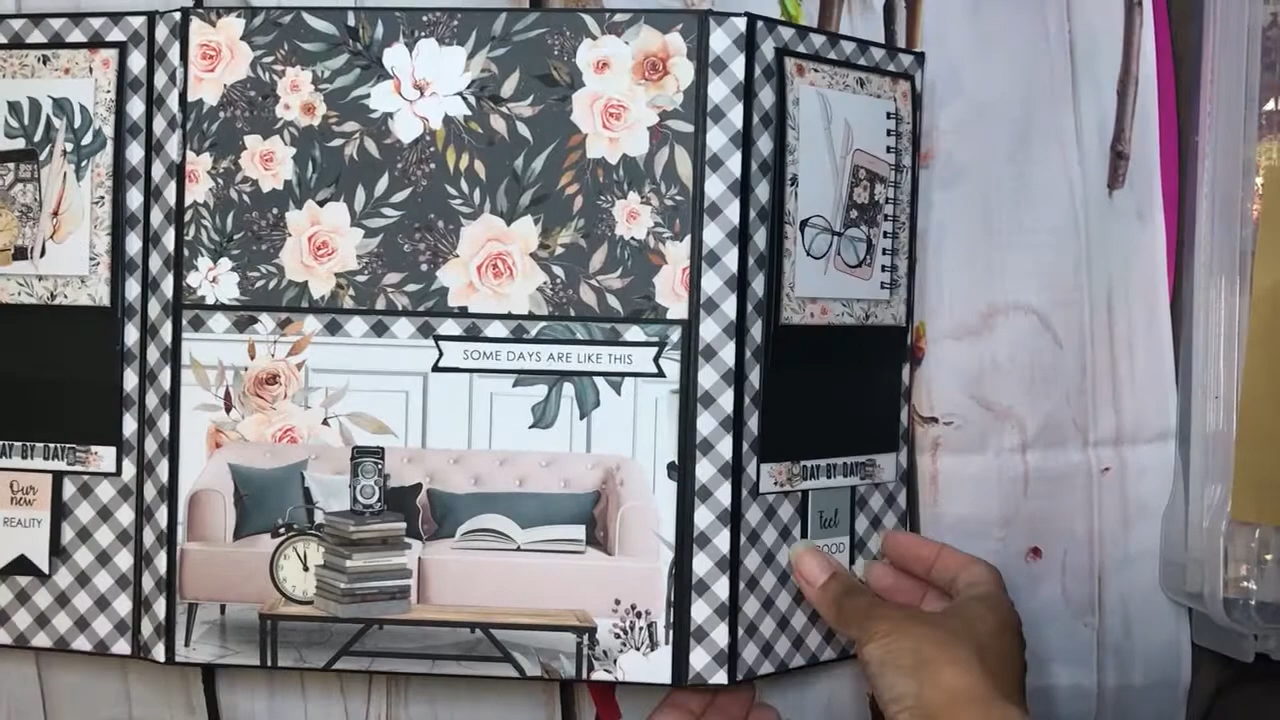 SOME DAYS ARE LIKE THIS
AY BY DAY
Our
new
REALITY
DAY BY DAY
Feel
GOOD